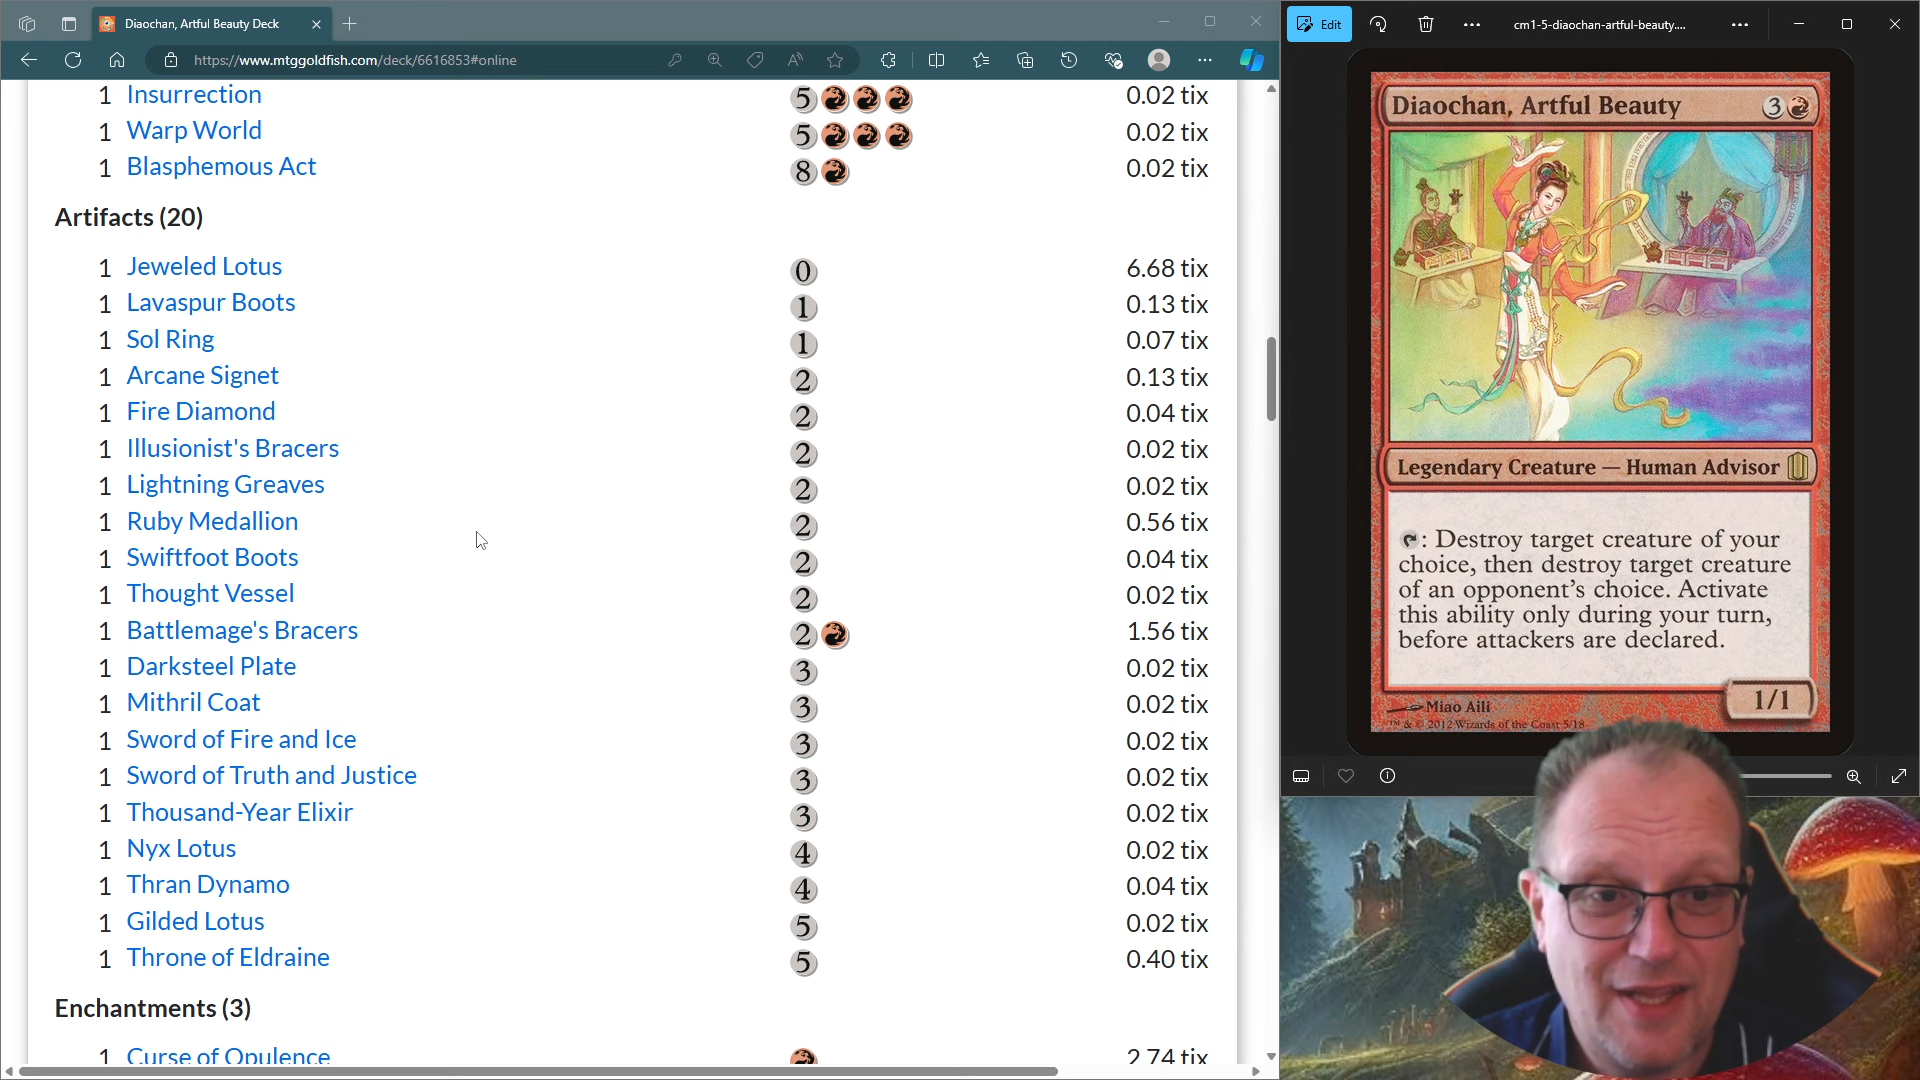 Diaochan, Artful Beauty Deck
https://www.mtggoldfish.com/deck/6616853#online
1 Insurrection 5 0.02 tix
1 Warp World 5 0.02 tix
1 Blasphemous Act 8 0.02 tix
Artifacts (20)
1 Jeweled Lotus 0 6.68 tix
1 Lavaspur Boots 1 0.13 tix
1 Sol Ring 1 0.07 tix
1 Arcane Signet 2 0.13 tix
1 Fire Diamond 2 0.04 tix
1 Illusionist's Bracers 2 0.02 tix
1 Lightning Greaves 2 0.02 tix
1 Ruby Medallion 2 0.56 tix
1 Swiftfoot Boots 2 0.04 tix
1 Thought Vessel 2 0.02 tix
1 Battlemage's Bracers 2 1.56 tix
1 Darksteel Plate 3 0.02 tix
1 Mithril Coat 3 0.02 tix
1 Sword of Fire and Ice 3 0.02 tix
1 Sword of Truth and Justice 3 0.02 tix
1 Thousand-Year Elixir 3 0.02 tix
1 Nyx Lotus 4 0.02 tix
1 Thran Dynamo 4 0.04 tix
1 Gilded Lotus 5 0.02 tix
1 Throne of Eldraine 5 0.40 tix
Enchantments (3)
1 Curse of Opulence 2.74 tix
Edit
cm1-5-diaochan-artful-beauty....
Diaochan, Artful Beauty 3
Legendary Creature — Human Advisor
: Destroy target creature of your
choice, then destroy target creature
of an opponent's choice. Activate
this ability only during your turn,
before attackers are declared.
1/1
Miao Aili
™ & © 2012 Wizards of the Coast 5/18